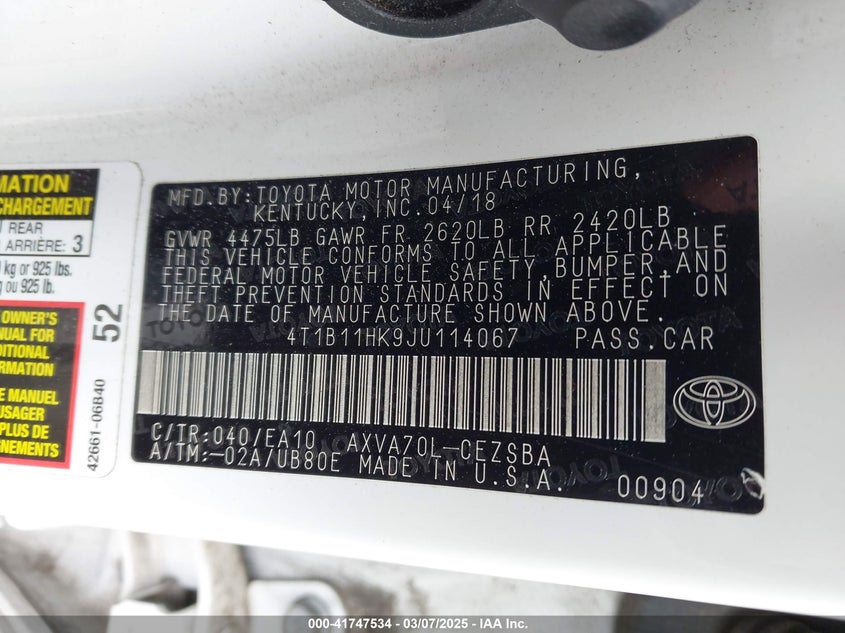 MATION
CHARGEMENT
REAR
ARRIÈRE: 3
kg or 925 lbs.
ou 925 lb.
OWNER'S
MANUAL FOR
DITIONAL
ORMATION
E MANUEL
USAGER
PLUS DE
GNEMENTS
52
42661-06B40
MFD.BY:TOYOTA MOTOR MANUFACTURING,
KENTUCKY,INC.04/18
GVWR 4475LB GAWR FR 2620LB RR 2420LB
THIS VEHICLE CONFORMS TO ALL APPLICABLE
FEDERAL MOTOR VEHICLE SAFETY,BUMPER,AND
THEFT PREVENTION STANDARDS IN EFFECT ON
THE DATE OF MANUFACTURE SHOWN ABOVE.
4T1B11HK9JU114067 PASS.CAR
C/TR:040/EA10 AXVA70L-CEZSBA
A/TM:-02A/UB80E MADE IN U.S.A.
00904
000-41747534 — 03/07/2025 — IAA Inc.